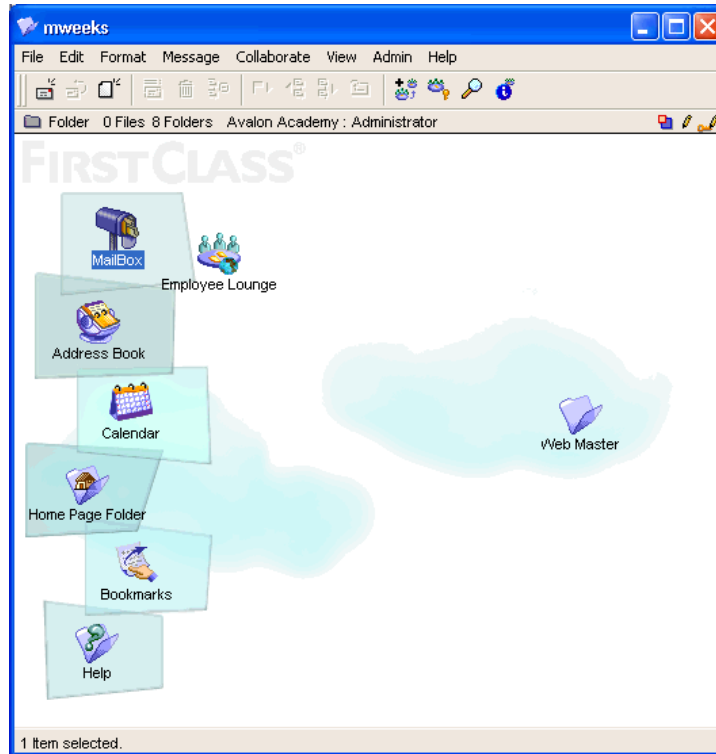 mweeks
File Edit Format Message Collaborate View Admin Help
Folder 0 Files 8 Folders Avalon Academy : Administrator
FIRSTCLASS®
MailBox
Employee Lounge
Address Book
Calendar
Web Master
Home Page Folder
Bookmarks
Help
1 Item selected.